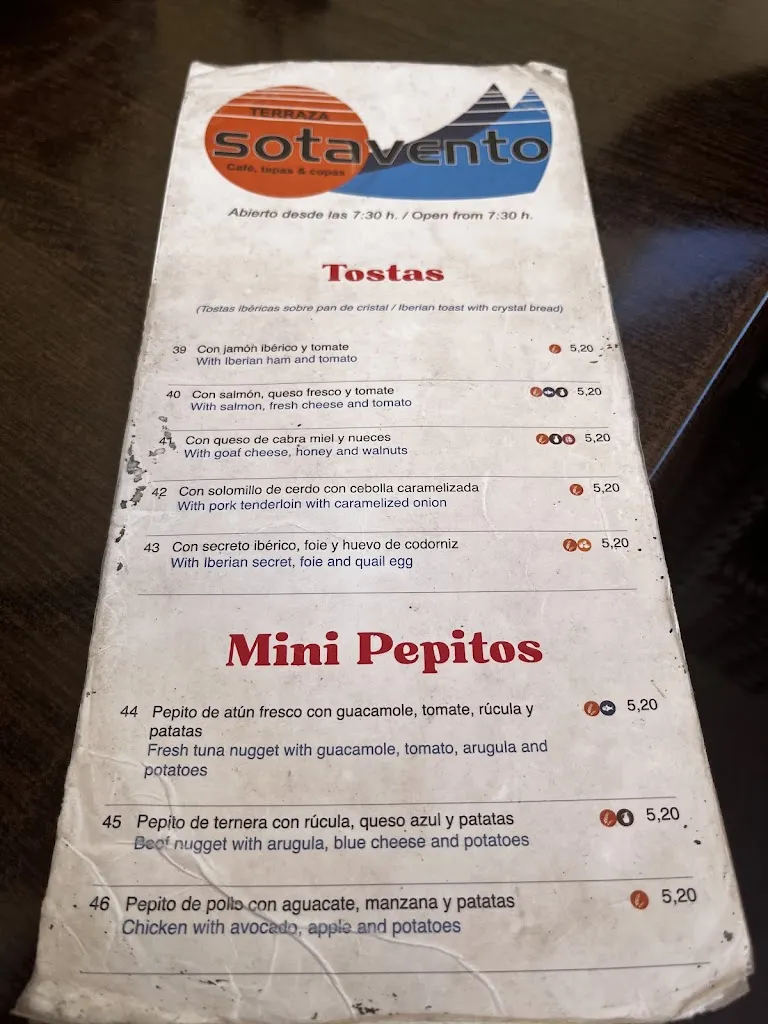 TERRAZA
sotavento
Café, tapas & copas
Abierto desde las 7:30 h. / Open from 7:30 h.
Tostas
(Tostas ibéricas sobre pan de cristal / Iberian toast with crystal bread)
39 Con jamón ibérico y tomate 5,20
With Iberian ham and tomato
40 Con salmón, queso fresco y tomate 5,20
With salmon, fresh cheese and tomato
41 Con queso de cabra miel y nueces 5,20
With goat cheese, honey and walnuts
42 Con solomillo de cerdo con cebolla caramelizada 5,20
With pork tenderloin with caramelized onion
43 Con secreto ibérico, foie y huevo de codorniz 5,20
With Iberian secret, foie and quail egg
Mini Pepitos
44 Pepito de atún fresco con guacamole, tomate, rúcula y 5,20
patatas
Fresh tuna nugget with guacamole, tomato, arugula and
potatoes
45 Pepito de ternera con rúcula, queso azul y patatas 5,20
Beef nugget with arugula, blue cheese and potatoes
46 Pepito de pollo con aguacate, manzana y patatas 5,20
Chicken with avocado, apple and potatoes